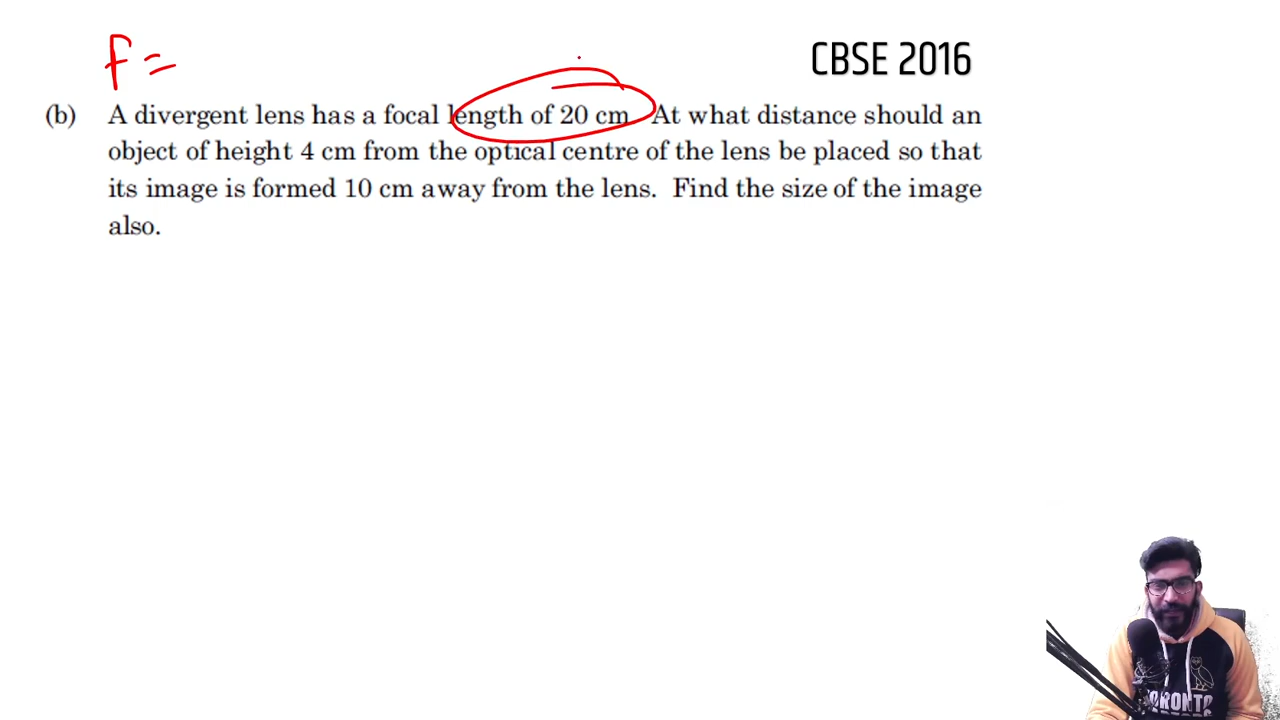 f =
CBSE 2016
(b) A divergent lens has a focal length of 20 cm. At what distance should an
object of height 4 cm from the optical centre of the lens be placed so that
its image is formed 10 cm away from the lens. Find the size of the image
also.
TORONTO